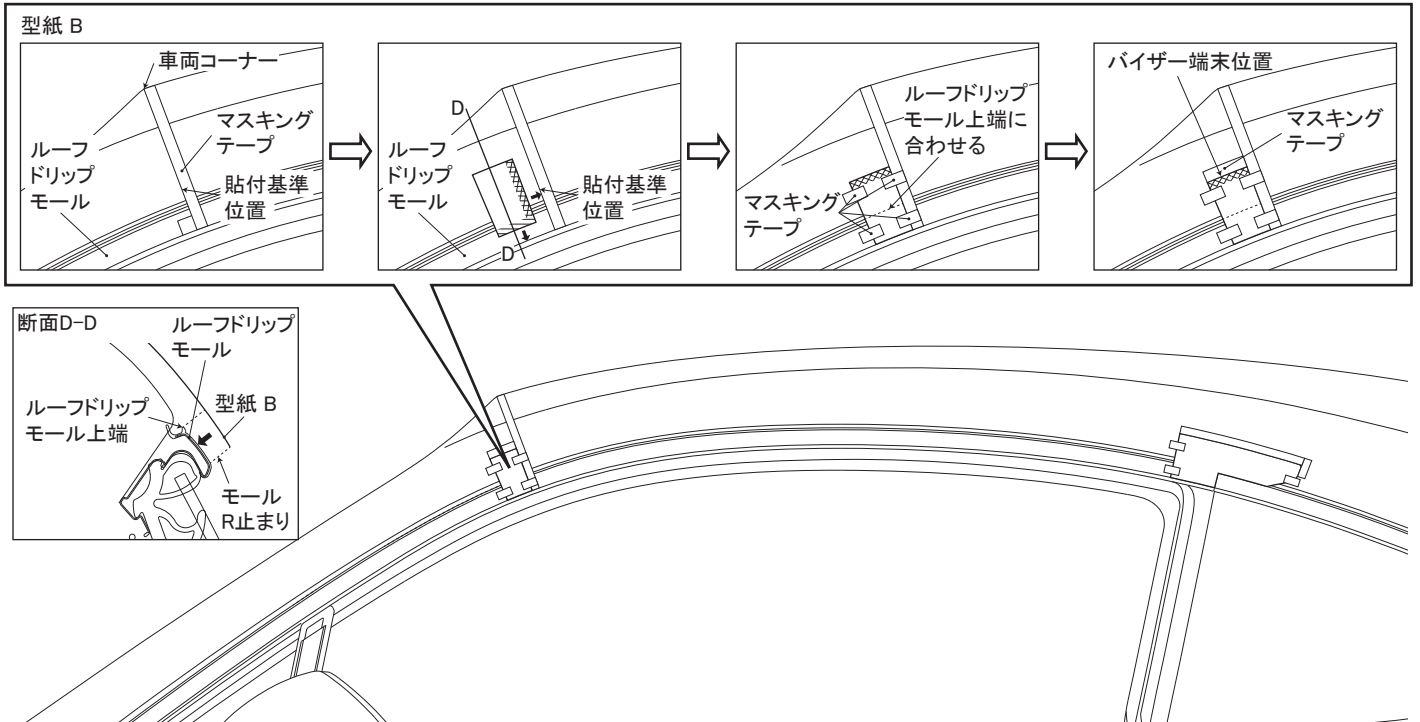 型紙 B
車両コーナー
マスキング
テープ
ルーフ
ドリップ
モール
貼付基準
位置
D
ルーフ
ドリップ
モール
貼付基準
位置
D
ルーフドリップ
モール上端に
合わせる
マスキング
テープ
バイザー端末位置
マスキング
テープ
断面D-D
ルーフドリップ
モール
ルーフドリップ
モール上端
型紙 B
モール
R止まり